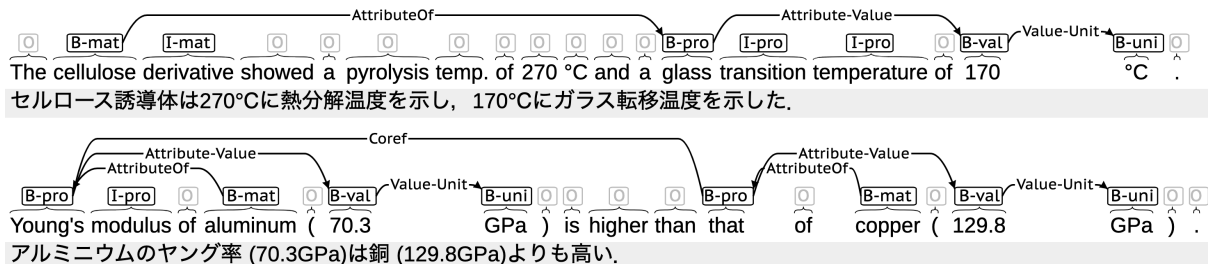 AttributeOf Attribute-Value Value-Unit
O B-mat I-mat O O O O O O O O O B-pro I-pro I-pro O B-val B-uni O
The cellulose derivative showed a pyrolysis temp. of 270 °C and a glass transition temperature of 170 °C .
セルロース誘導体は270°Cに熱分解温度を示し，170°Cにガラス転移温度を示した．
Coref
Attribute-Value Attribute-Value
AttributeOf Value-Unit AttributeOf Value-Unit
B-pro I-pro O B-mat O B-val B-uni O O O O B-pro O B-mat O B-val B-uni O O
Young's modulus of aluminum ( 70.3 GPa ) is higher than that of copper ( 129.8 GPa ) .
アルミニウムのヤング率 (70.3GPa)は銅 (129.8GPa)よりも高い．